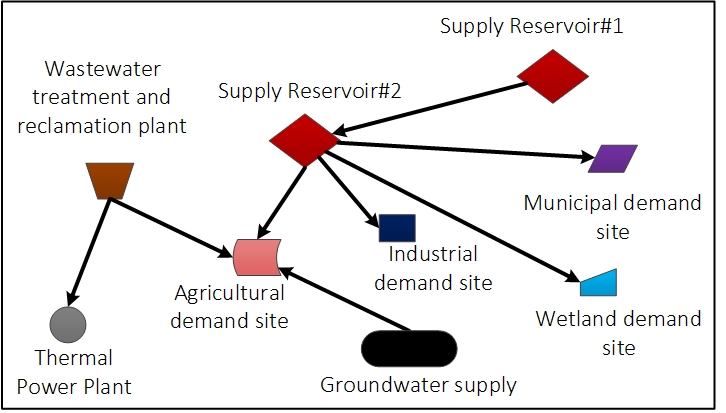 Supply Reservoir#1
Wastewater
treatment and
reclamation plant
Supply Reservoir#2
Municipal demand
site
Industrial
demand site
Agricultural
demand site
Wetland demand
site
Thermal
Power Plant
Groundwater supply